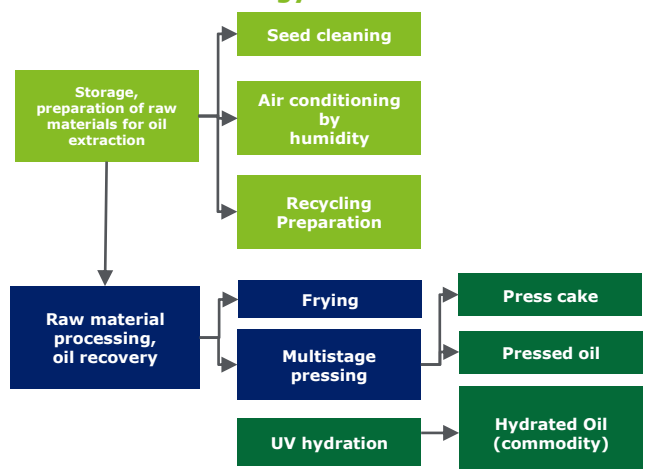 Seed cleaning
Storage,
preparation of raw
materials for oil
extraction
Air conditioning
by
humidity
Recycling
Preparation
Raw material
processing,
oil recovery
Frying
Multistage
pressing
Press cake
Pressed oil
UV hydration
Hydrated Oil
(commodity)